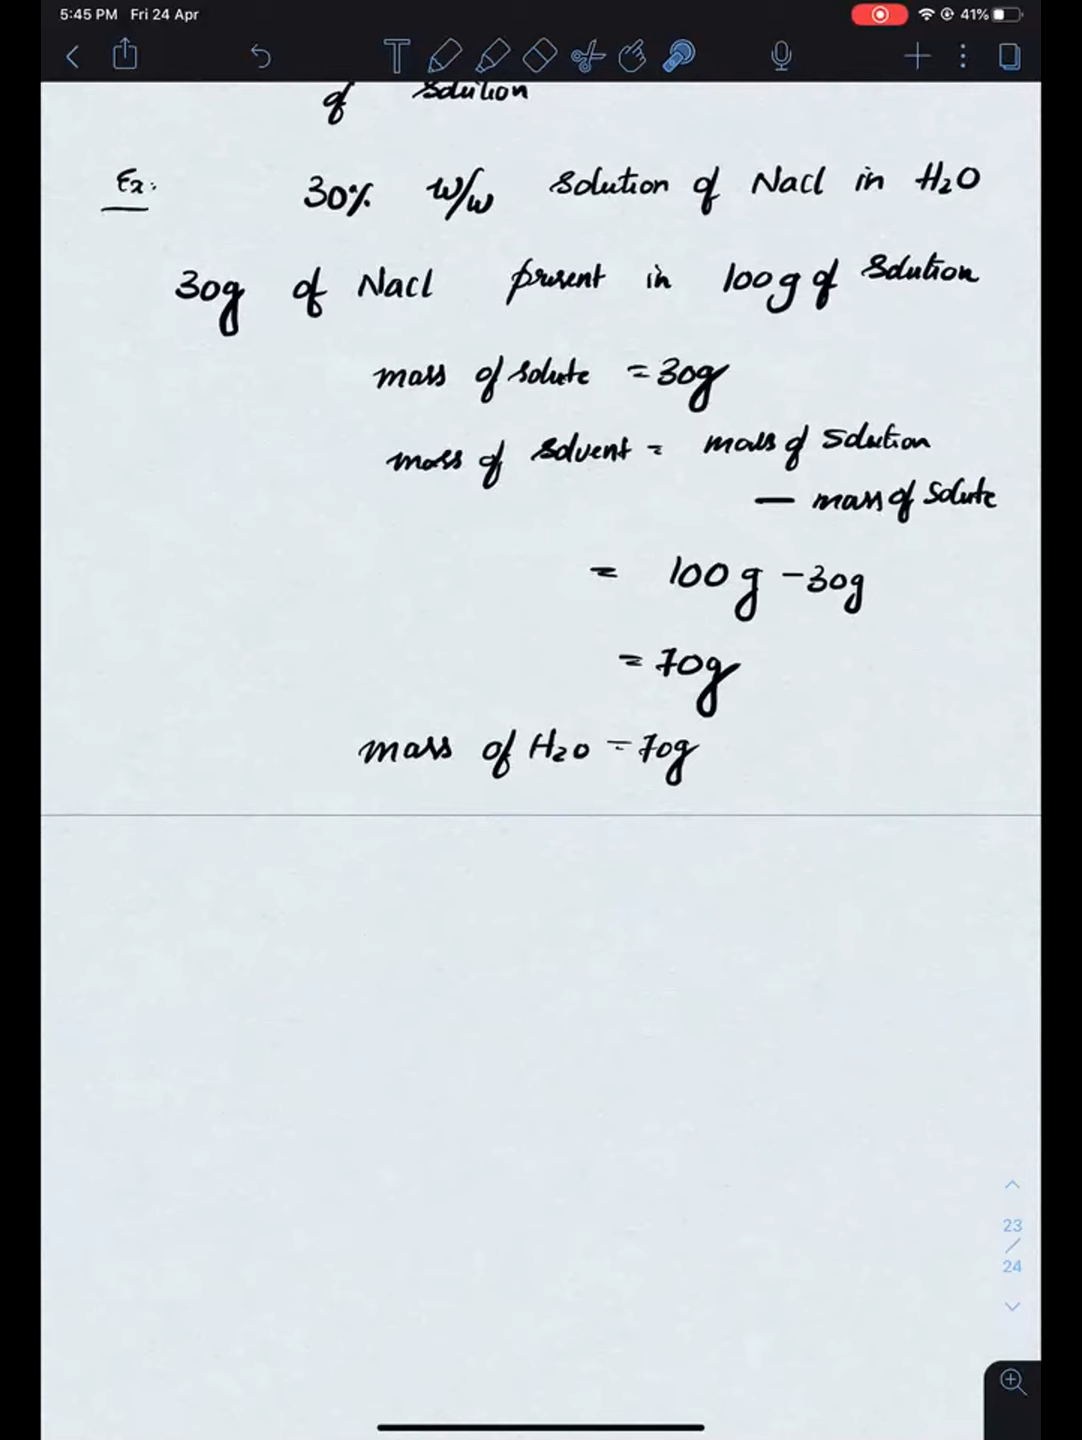 5:45 PM Fri 24 Apr 41%
T
of solution
Ex: 30% w/w solution of Nacl in H2O
30g of Nacl present in 100g of solution
mass of solute = 30g
mass of solvent = mass of solution
— mass of solute
= 100g - 30g
= 70g
mass of H2O = 70g
23
/
24